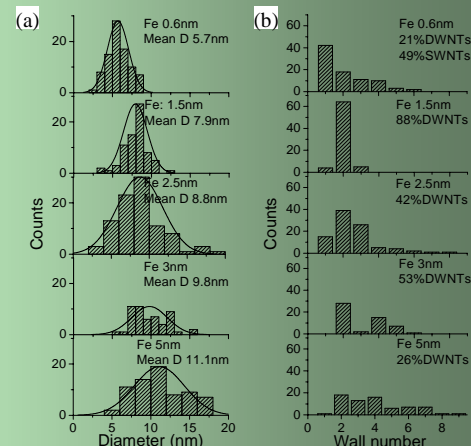 (a)
Fe 0.6nm
Mean D 5.7nm
20
0
Fe: 1.5nm
Mean D 7.9nm
20
0
Fe 2.5nm
Mean D 8.8nm
20
0
Fe 3nm
Mean D 9.8nm
20
0
Fe 5nm
Mean D 11.1nm
20
0
0 5 10 15 20
Counts
Diameter (nm)
(b)
Fe 0.6nm
21%DWNTs
49%SWNTs
60
40
20
0
Fe 1.5nm
88%DWNTs
60
40
20
0
Fe 2.5nm
42%DWNTs
60
40
20
0
Fe 3nm
53%DWNTs
60
40
20
0
Fe 5nm
26%DWNTs
60
40
20
0
0 2 4 6 8
Counts
Wall number